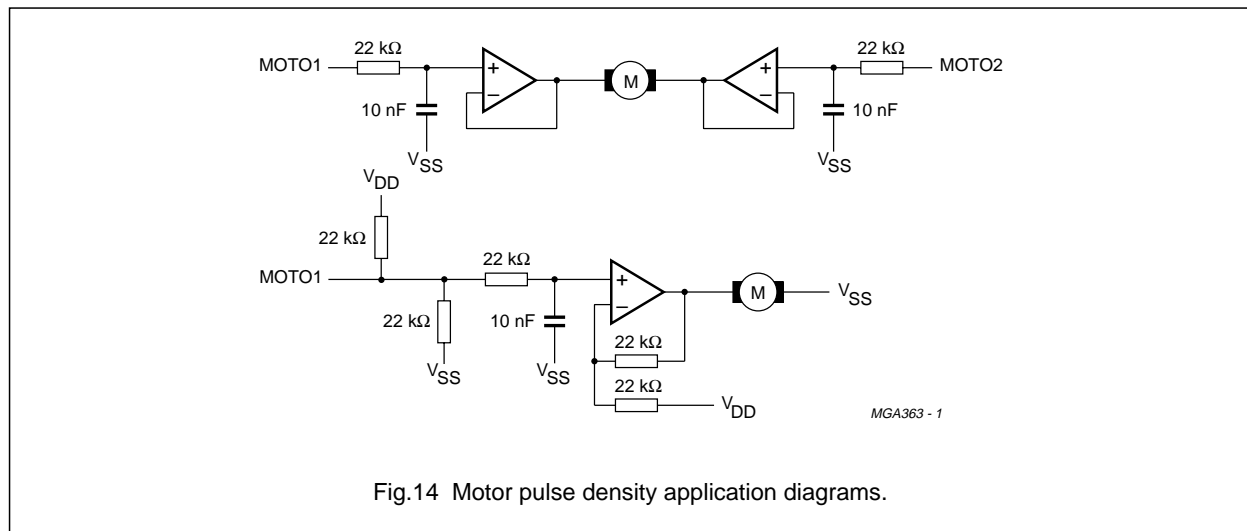 22 kΩ
22 kΩ
MOTO1
+
−
M
+
−
MOTO2
10 nF
10 nF
VSS
VSS
VDD
22 kΩ
22 kΩ
MOTO1
+
−
M
VSS
22 kΩ
10 nF
22 kΩ
VSS
VSS
22 kΩ
VDD
MGA363 - 1
Fig.14 Motor pulse density application diagrams.